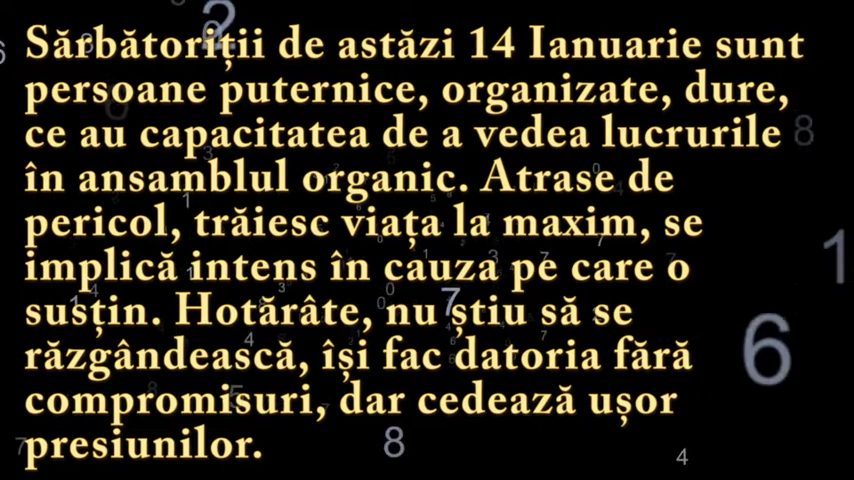 Sărbătoriții de astăzi 14 Ianuarie sunt
persoane puternice, organizate, dure,
ce au capacitatea de a vedea lucrurile
în ansamblul organic. Atrase de
pericol, trăiesc viața la maxim, se
implică intens în cauza pe care o
susțin. Hotărâte, nu știu să se
răzgândească, își fac datoria fără
compromisuri, dar cedează ușor
presiunilor.